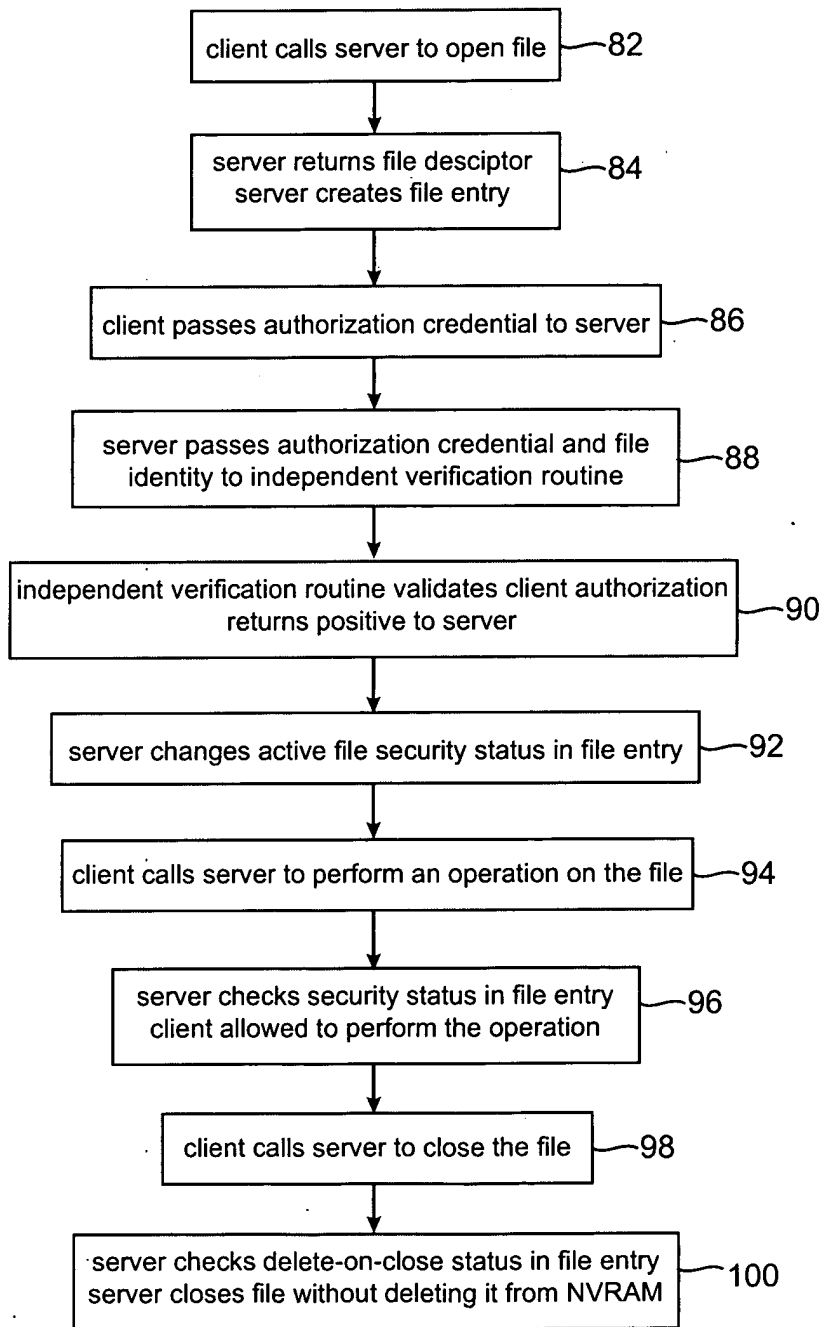 client calls server to open file
82
server returns file desciptor
server creates file entry
84
client passes authorization credential to server
86
server passes authorization credential and file
identity to independent verification routine
88
independent verification routine validates client authorization
returns positive to server
90
server changes active file security status in file entry
92
client calls server to perform an operation on the file
94
server checks security status in file entry
client allowed to perform the operation
96
client calls server to close the file
98
server checks delete-on-close status in file entry
server closes file without deleting it from NVRAM
100